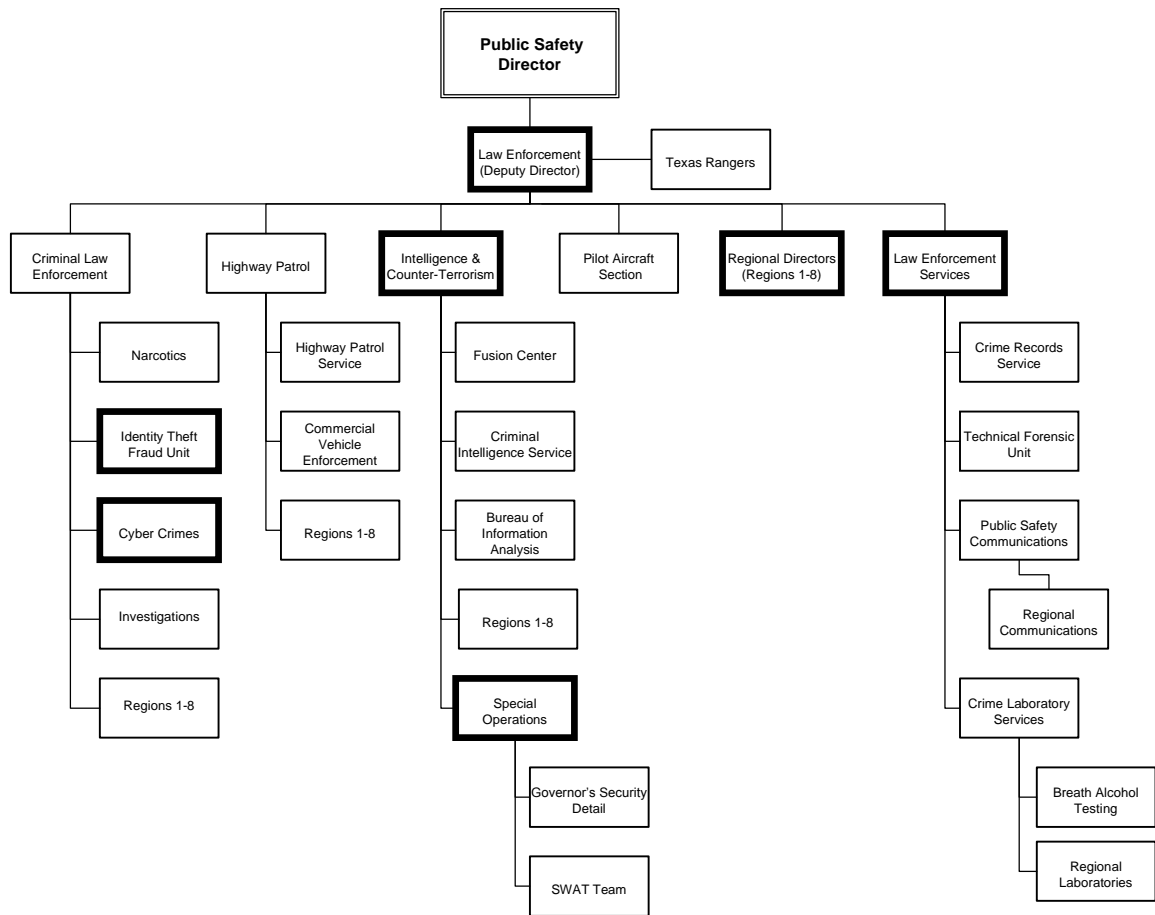 Public Safety
Director
Law Enforcement
(Deputy Director)
Texas Rangers
Criminal Law
Enforcement
Highway Patrol
Intelligence &
Counter-Terrorism
Pilot Aircraft
Section
Regional Directors
(Regions 1-8)
Law Enforcement
Services
Narcotics
Identity Theft
Fraud Unit
Cyber Crimes
Investigations
Regions 1-8
Highway Patrol
Service
Commercial
Vehicle
Enforcement
Regions 1-8
Fusion Center
Criminal
Intelligence Service
Bureau of
Information
Analysis
Regions 1-8
Special
Operations
Governor’s Security
Detail
SWAT Team
Crime Records
Service
Technical Forensic
Unit
Public Safety
Communications
Regional
Communications
Crime Laboratory
Services
Breath Alcohol
Testing
Regional
Laboratories